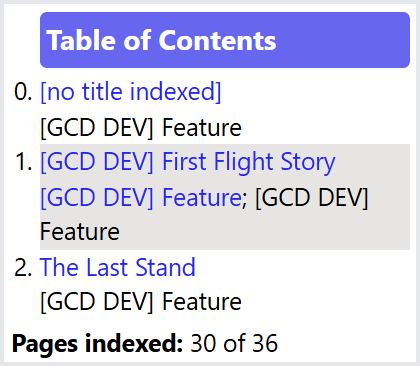 Table of Contents
0. [no title indexed]
[GCD DEV] Feature
1. [GCD DEV] First Flight Story
[GCD DEV] Feature; [GCD DEV]
Feature
2. The Last Stand
[GCD DEV] Feature
Pages indexed: 30 of 36